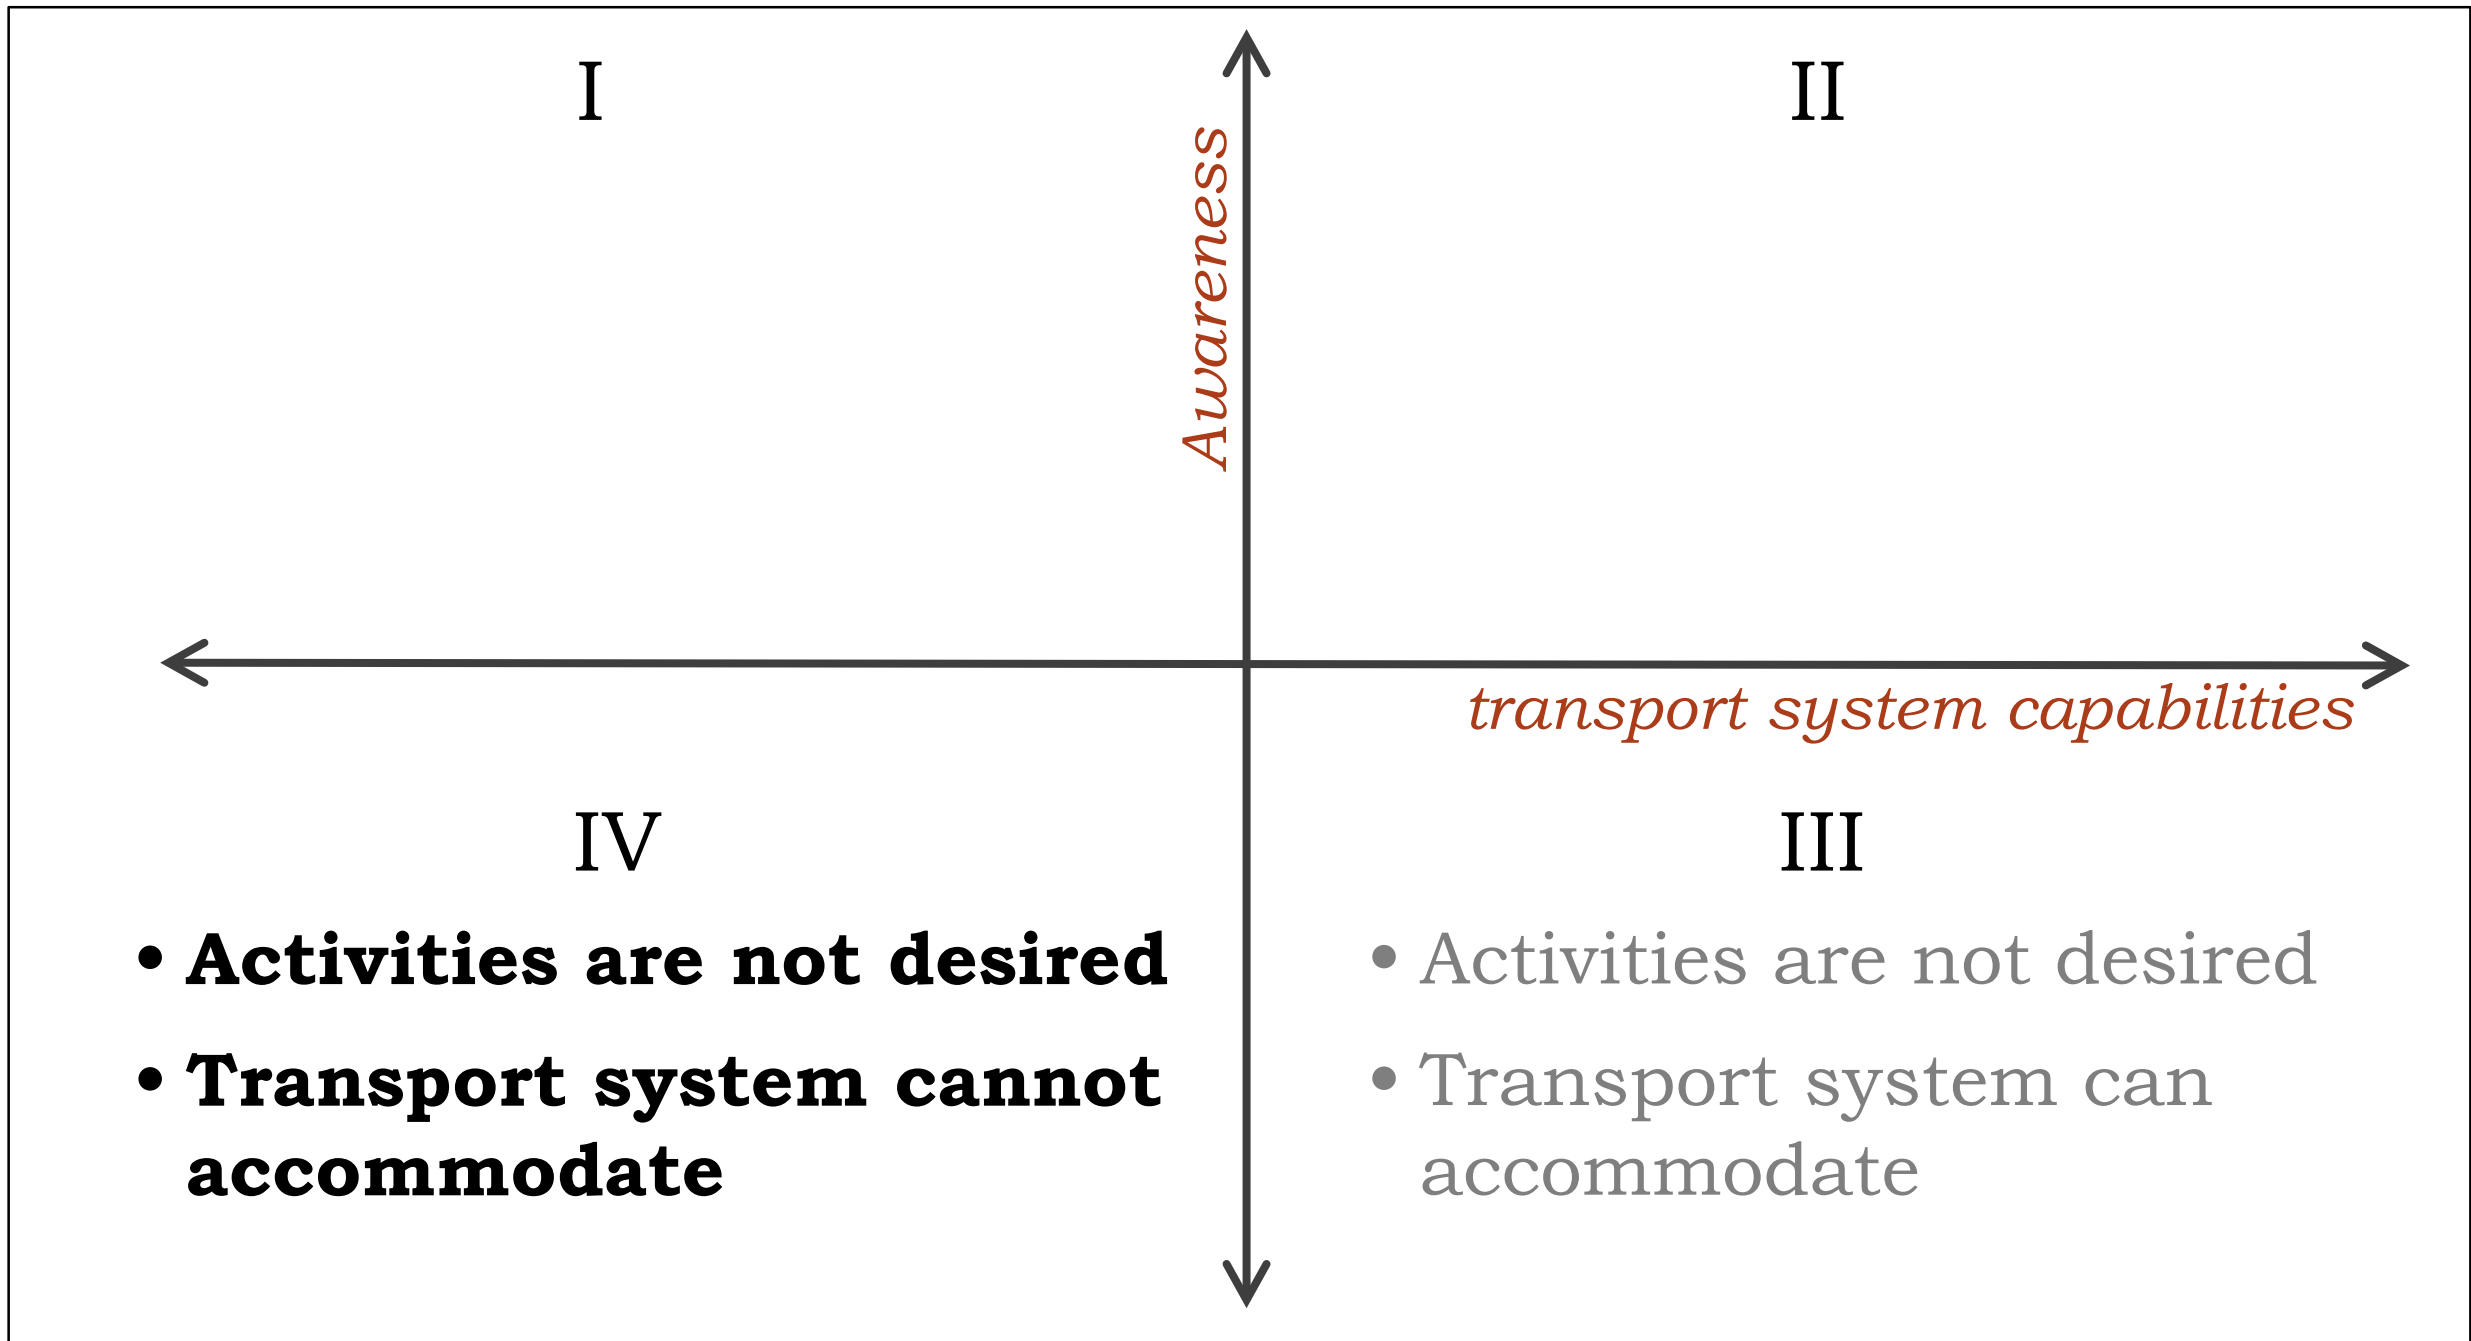 I
II
Awareness
transport system capabilities
IV
• Activities are not desired
• Transport system cannot
accommodate
III
• Activities are not desired
• Transport system can
accommodate